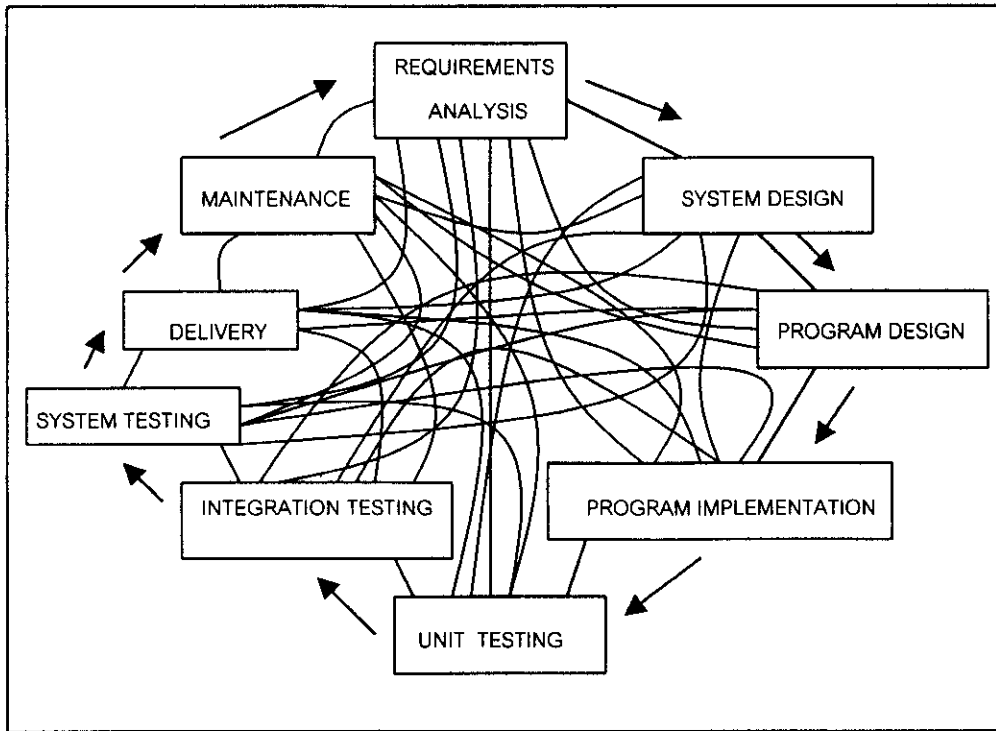 REQUIREMENTS
ANALYSIS
MAINTENANCE
SYSTEM DESIGN
DELIVERY
PROGRAM DESIGN
SYSTEM TESTING
INTEGRATION TESTING
PROGRAM IMPLEMENTATION
UNIT TESTING